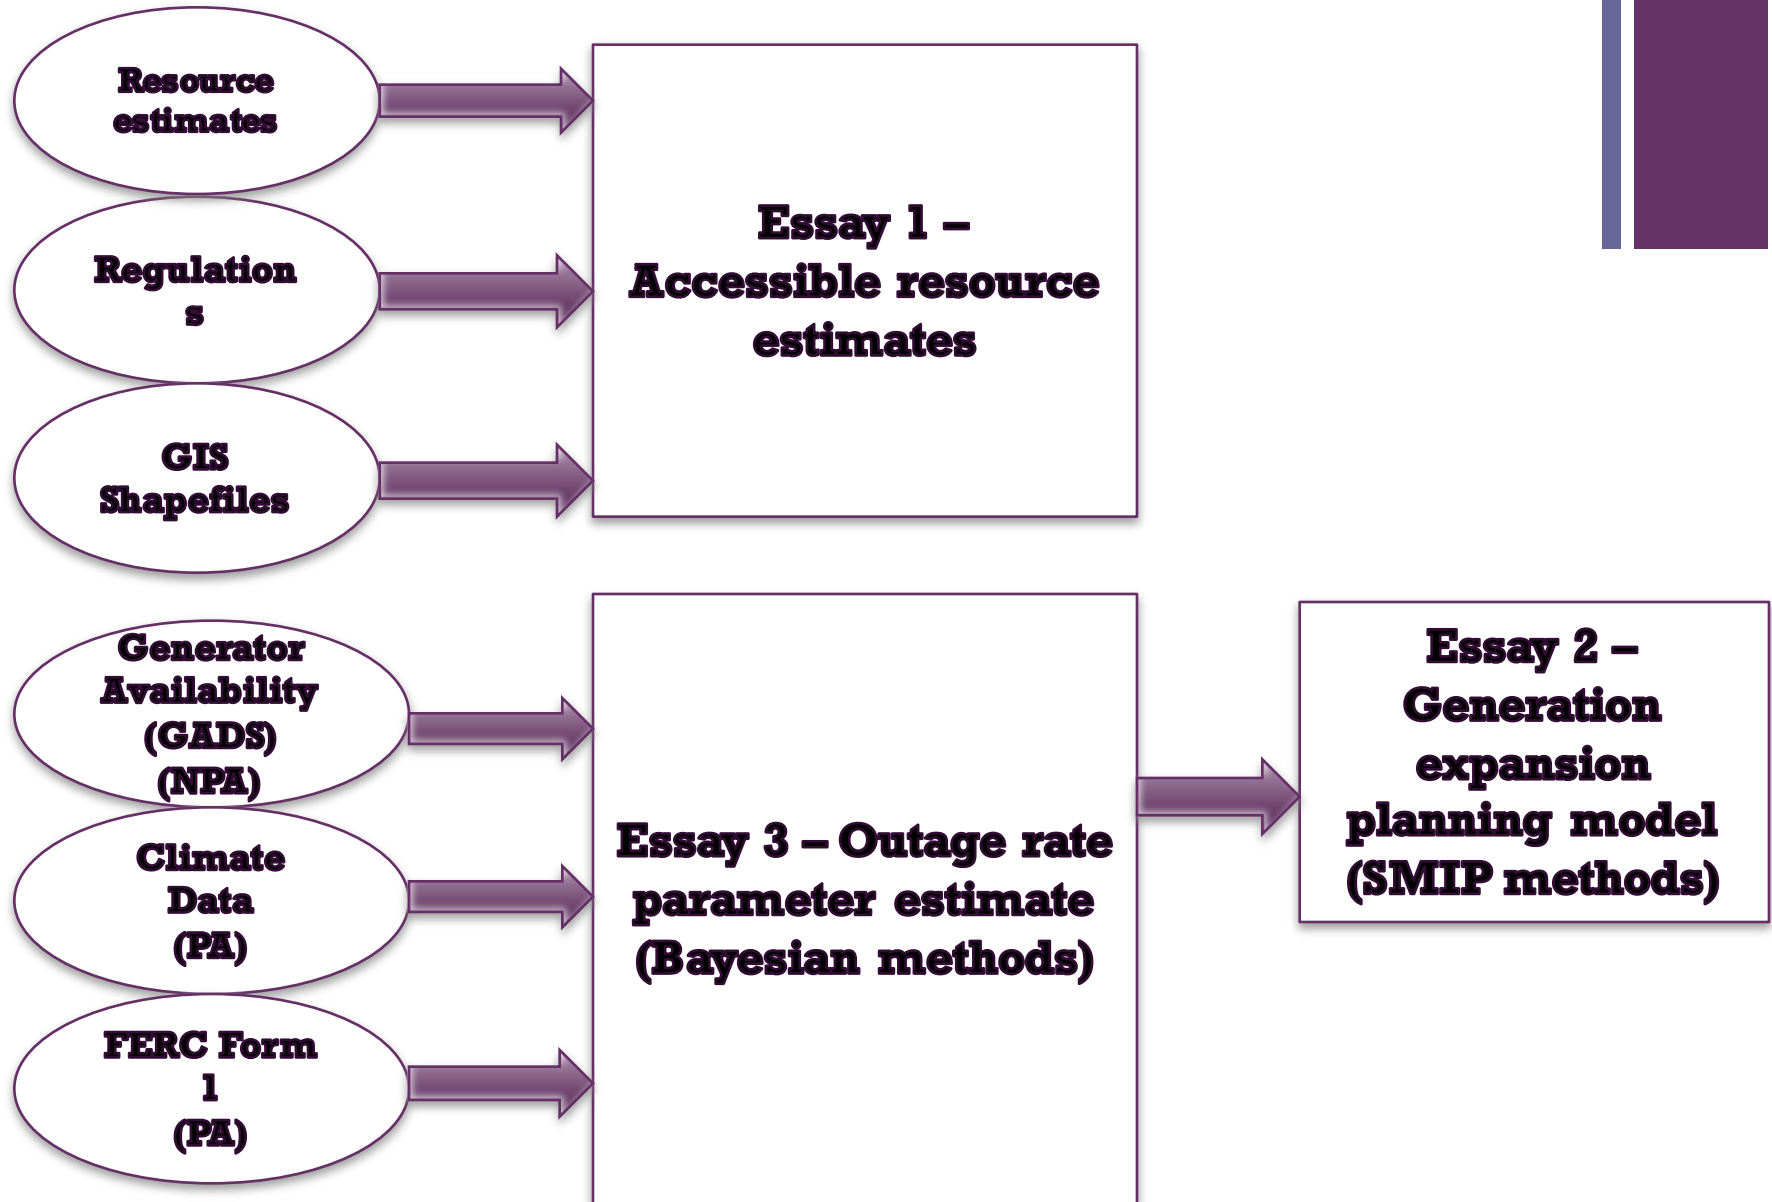 Resource
estimates
Regulation
s
GIS
Shapefiles
Essay 1 –
Accessible resource
estimates
Generator
Availability
(GADS)
(NPA)
Climate
Data
(PA)
FERC Form
1
(PA)
Essay 3 – Outage rate
parameter estimate
(Bayesian methods)
Essay 2 –
Generation
expansion
planning model
(SMIP methods)